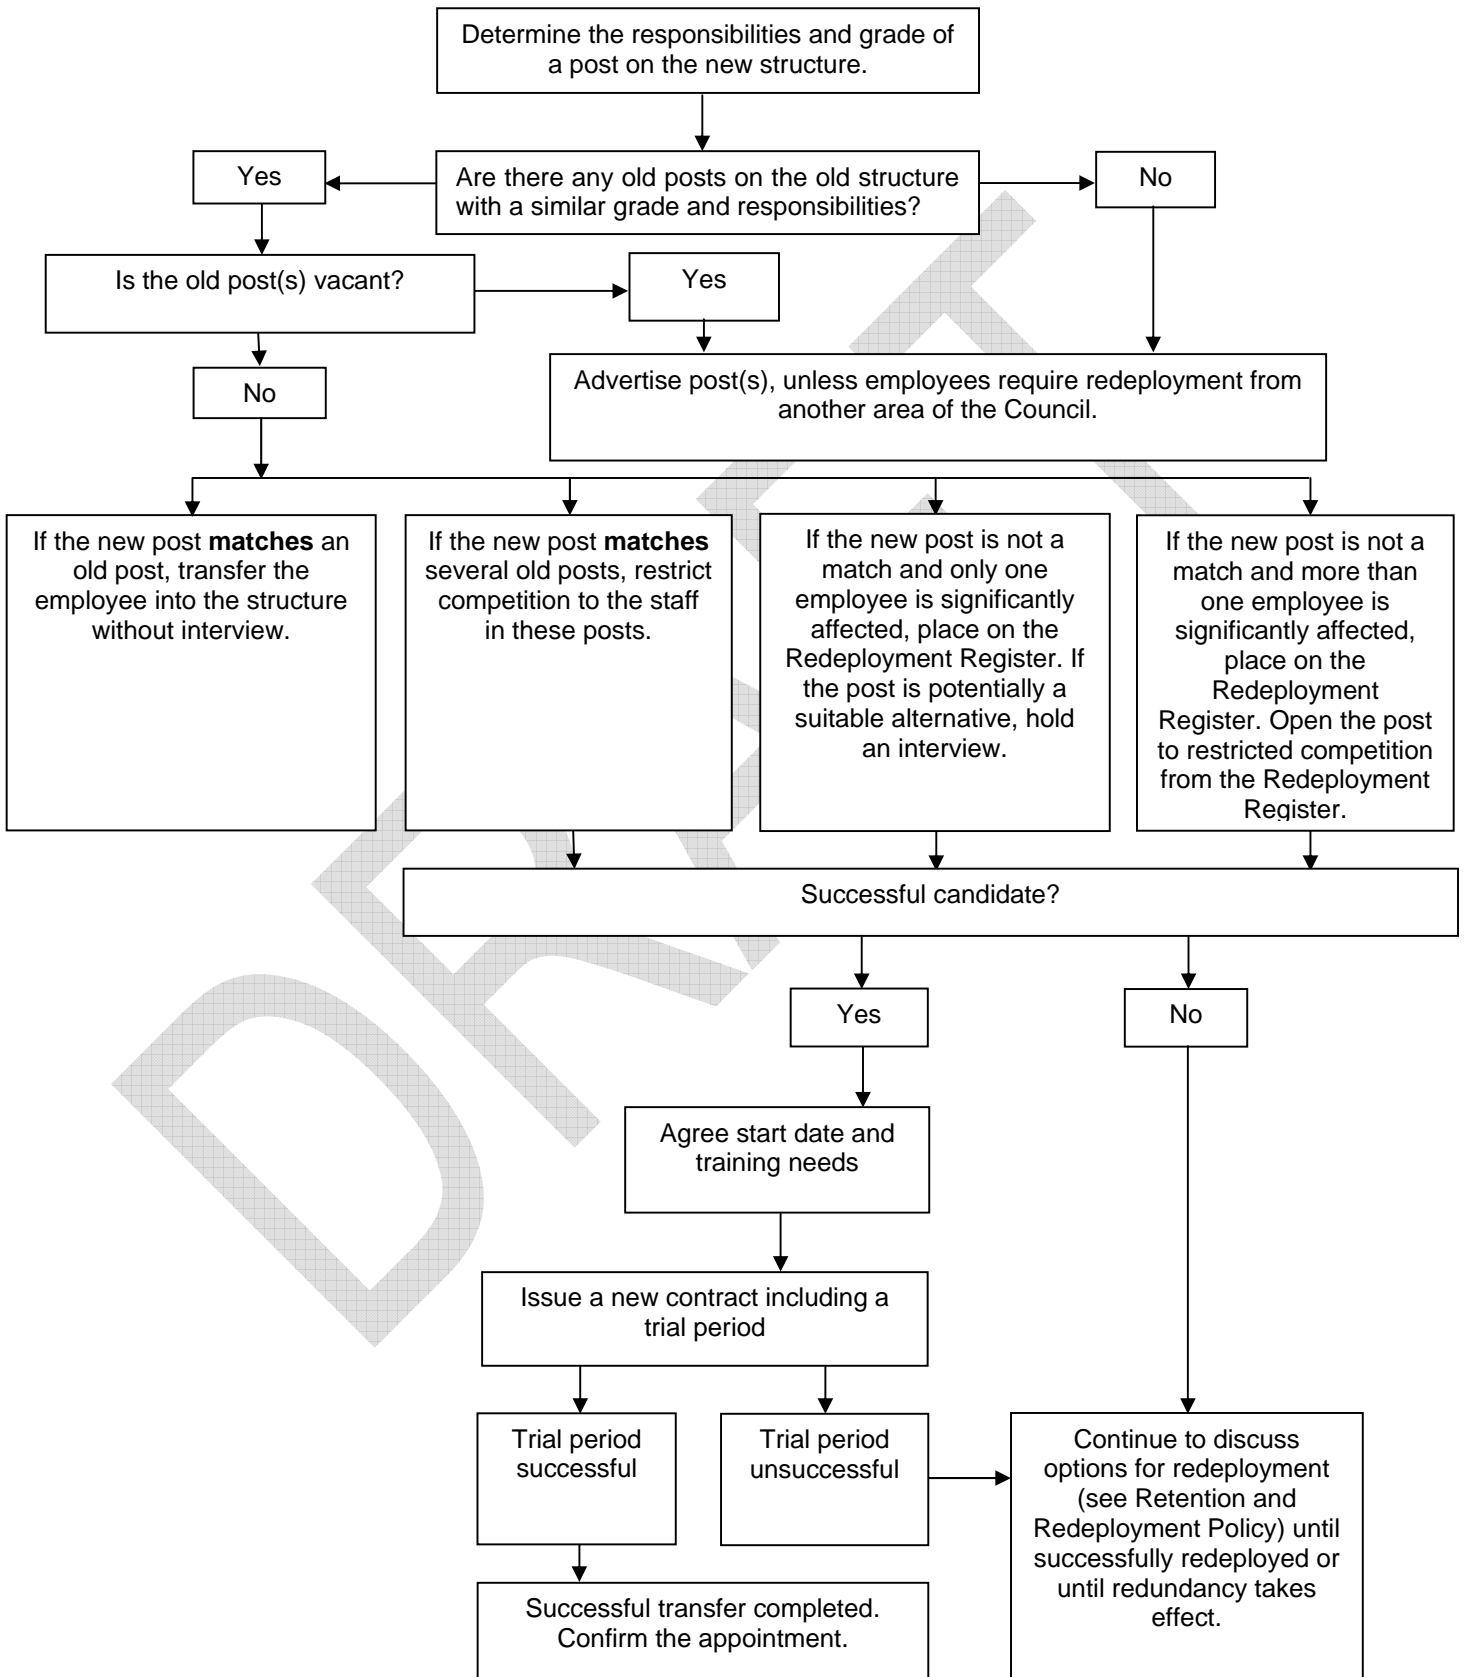 Determine the responsibilities and grade of
a post on the new structure.
Yes
Are there any old posts on the old structure
with a similar grade and responsibilities?
No
Is the old post(s) vacant?
Yes
No
Advertise post(s), unless employees require redeployment from
another area of the Council.
If the new post matches an
old post, transfer the
employee into the structure
without interview.
If the new post matches
several old posts, restrict
competition to the staff
in these posts.
If the new post is not a
match and only one
employee is significantly
affected, place on the
Redeployment Register. If
the post is potentially a
suitable alternative, hold
an interview.
If the new post is not a
match and more than
one employee is
significantly affected,
place on the
Redeployment
Register. Open the post
to restricted competition
from the Redeployment
Register.
Successful candidate?
Yes
No
Agree start date and
training needs
Issue a new contract including a
trial period
Trial period
successful
Trial period
unsuccessful
Continue to discuss
options for redeployment
(see Retention and
Redeployment Policy) until
successfully redeployed or
until redundancy takes
effect.
Successful transfer completed.
Confirm the appointment.
DRAFT